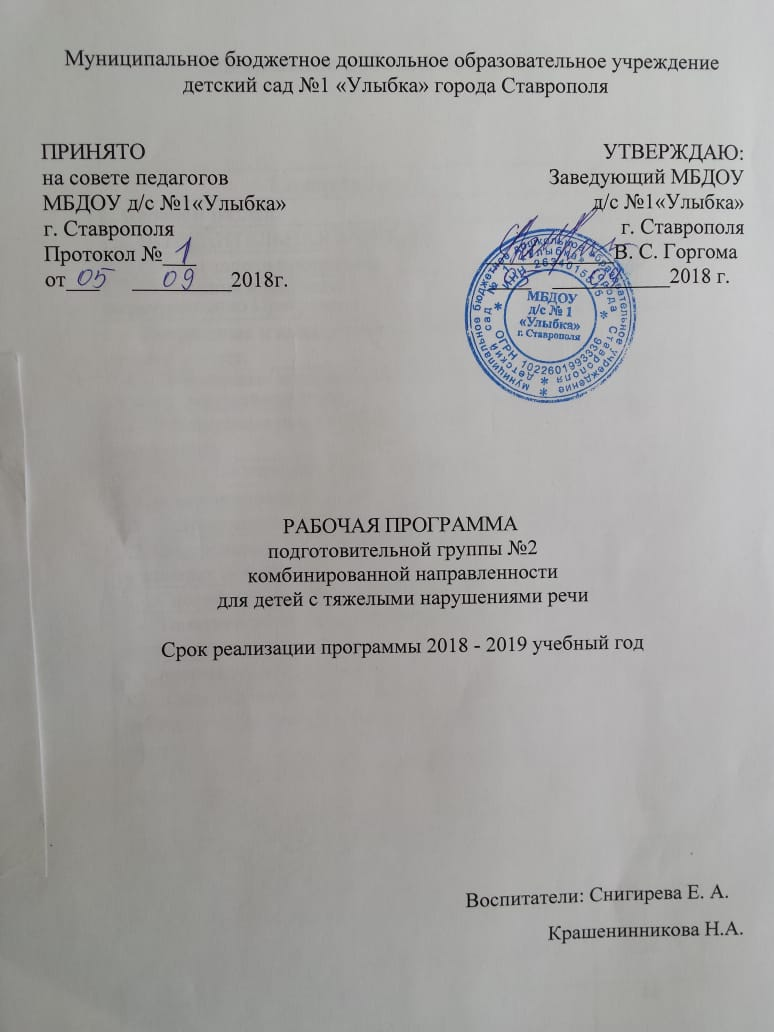 Муниципальное бюджетное дошкольное образовательное учреждение
детский сад №1 «Улыбка» города Ставрополя
ПРИНЯТО
на совете педагогов
МБДОУ д/с №1«Улыбка»
г. Ставрополя
Протокол №_1_
от 05 09 2018г.
УТВЕРЖДАЮ:
Заведующий МБДОУ
д/с №1«Улыбка»
г. Ставрополя
В. С. Горгома
2018 г.
МБДОУ
д/с № 1
«Улыбка»
г. Ставрополя
ОГРН 1022601993336
РАБОЧАЯ ПРОГРАММА
подготовительной группы №2
комбинированной направленности
для детей с тяжелыми нарушениями речи
Срок реализации программы 2018 - 2019 учебный год
Воспитатели: Снигирева Е. А.
Крашенинникова Н.А.